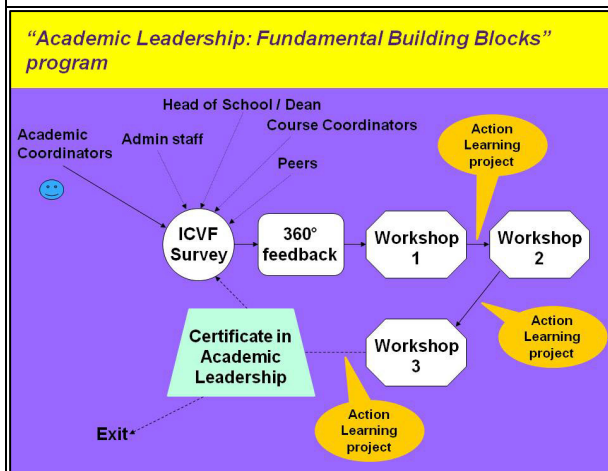 “Academic Leadership: Fundamental Building Blocks”
program
Head of School / Dean
Academic
Coordinators
Admin staff
Course Coordinators
Peers
Action
Learning
project
ICVF
Survey
360°
feedback
Workshop
1
Workshop
2
Action
Learning
project
Certificate in
Academic
Leadership
Workshop
3
Action
Learning
project
Exit